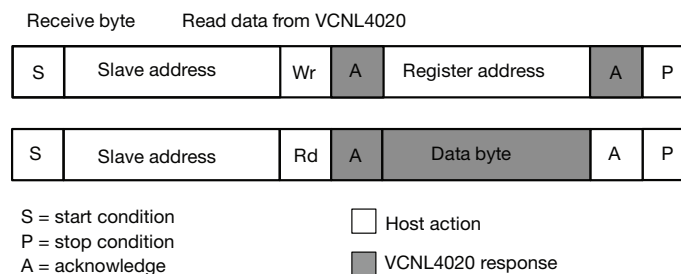 Receive byte Read data from VCNL4020
S Slave address Wr A Register address A P
S Slave address Rd A Data byte A P
S = start condition
P = stop condition
A = acknowledge
Host action
VCNL4020 response